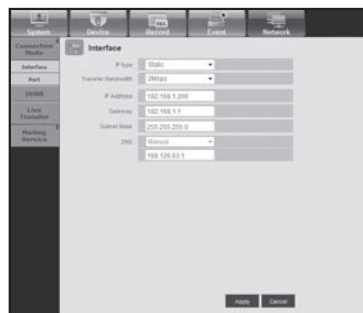 System Device Record Event Network
REC
Connection
Mode
Interface
Port
DDNS
Live
Transfer
Mailing
Service
Interface
IP type Static
Transfer Bandwidth 2Mbps
IP Address 192.168.1.200
Gateway 192.168.1.1
Subnet Mask 255.255.255.0
DNS Manual
168.126.63.1
Apply Cancel